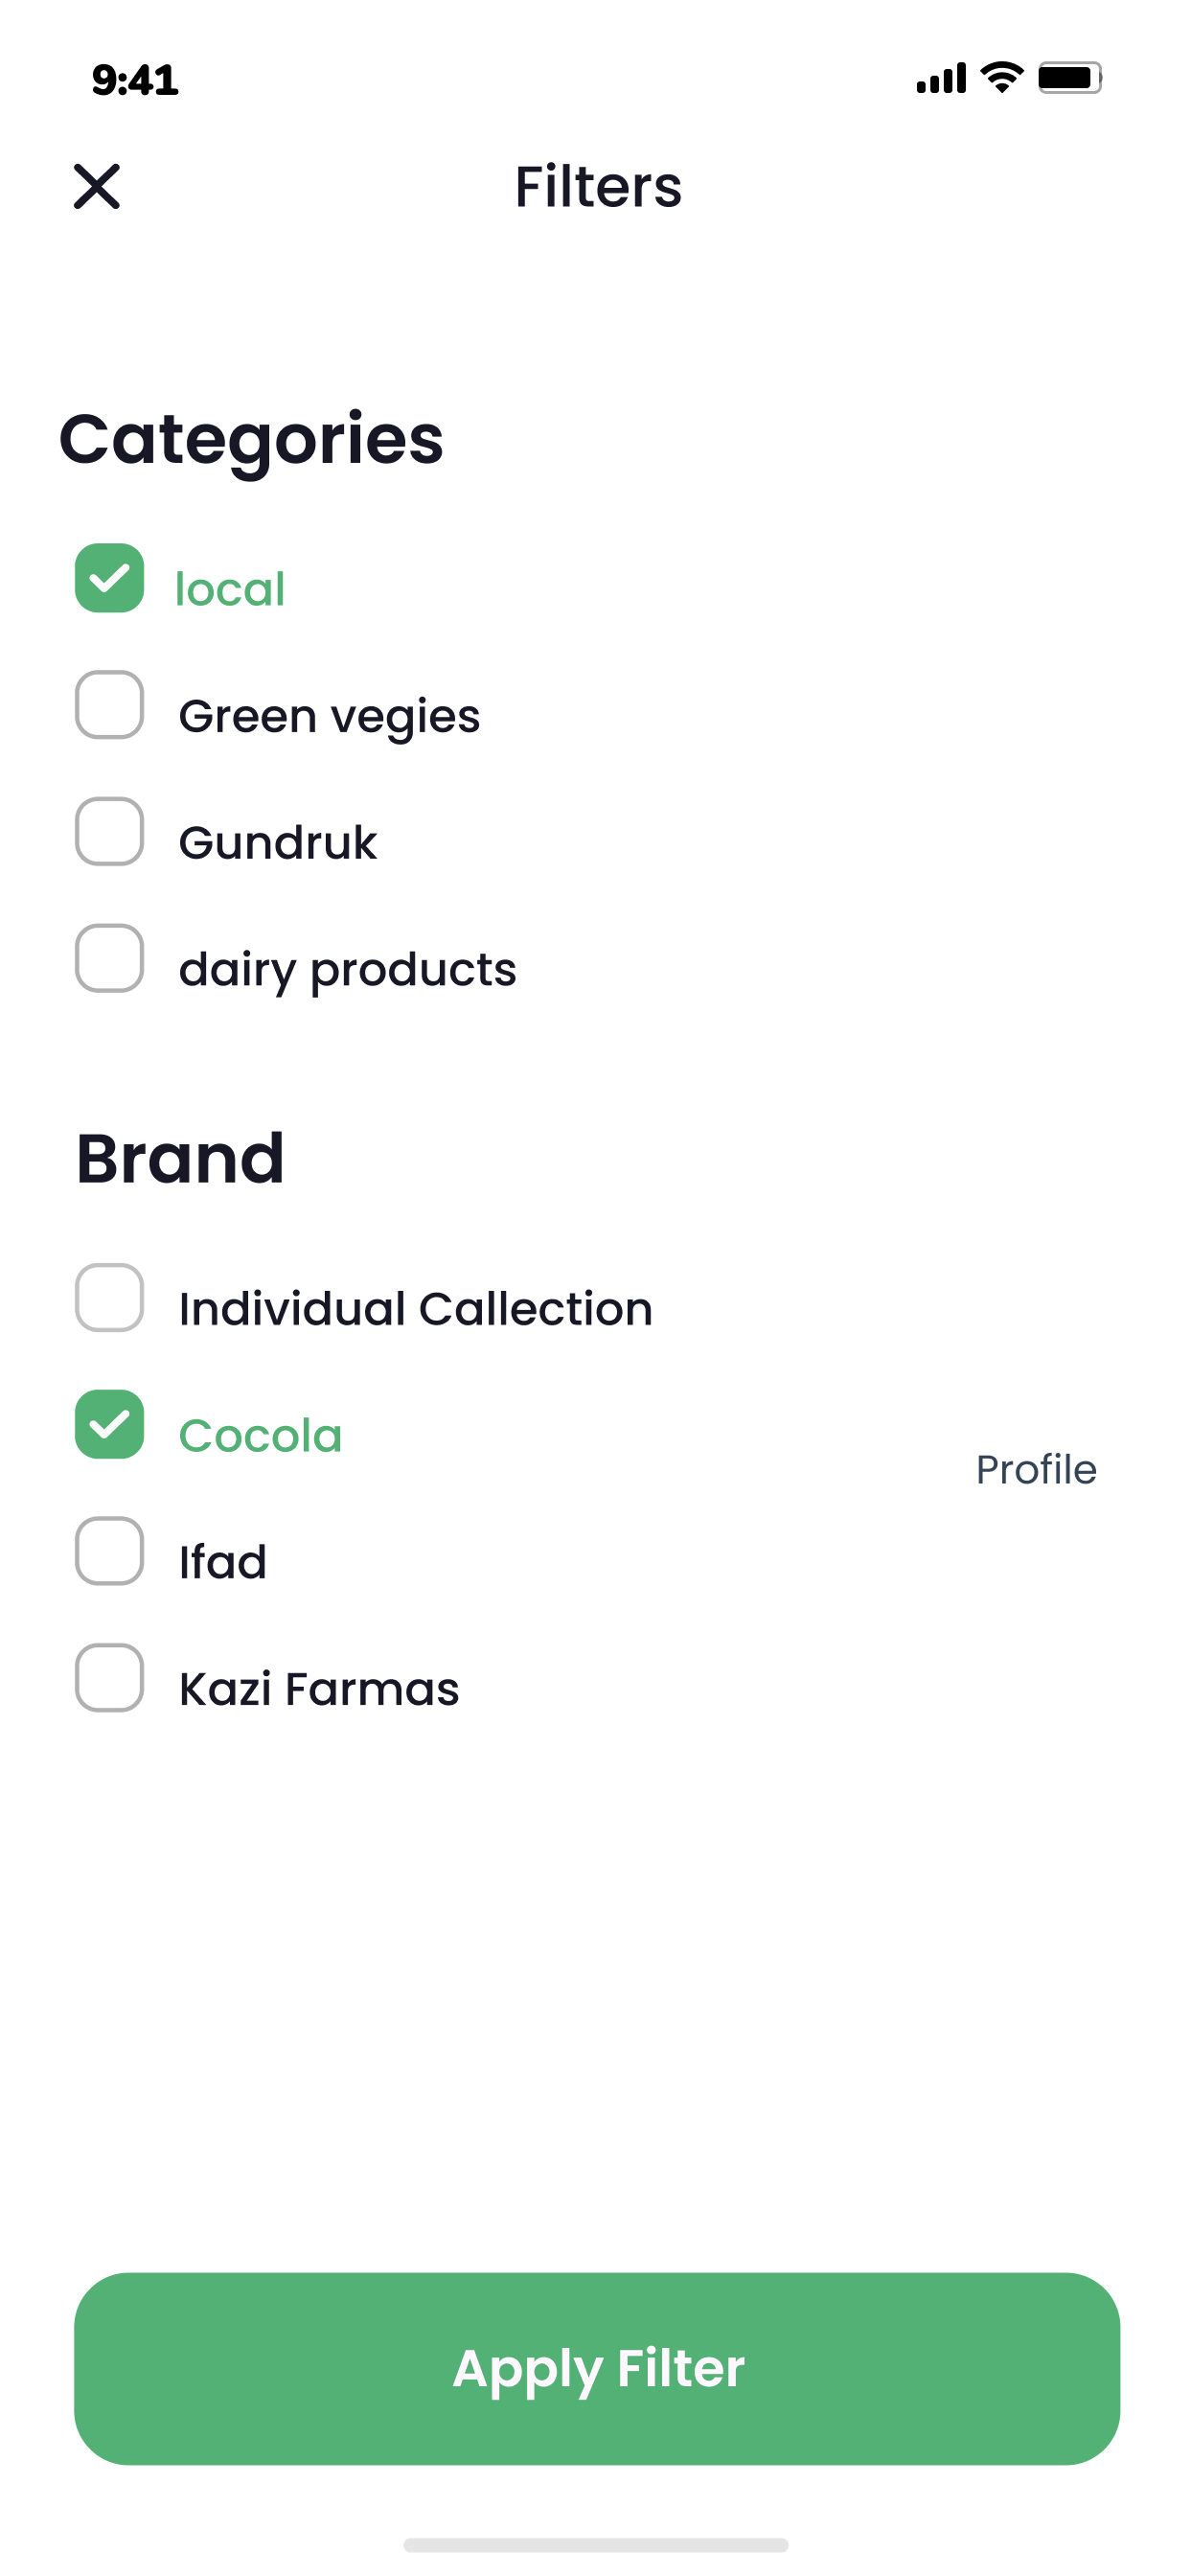 9:41
Filters
Categories
local
Green vegies
Gundruk
dairy products
Brand
Individual Callection
Cocola
Profile
Ifad
Kazi Farmas
Apply Filter